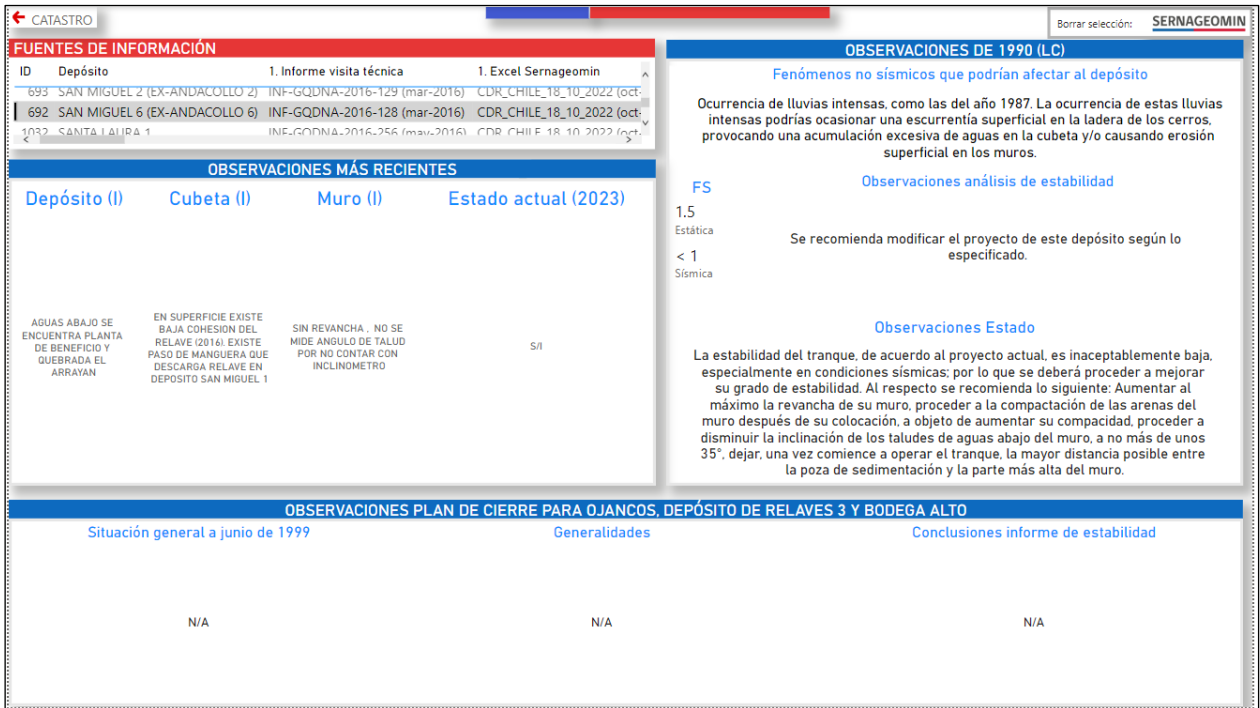 CATASTRO
Borrar selección:
SERNAGEOMIN
FUENTES DE INFORMACIÓN
ID Depósito 1. Informe visita técnica 1. Excel Sernageomin
693 SAN MIGUEL 2 (EX-ANDACOLLO 2) INF-GQDNA-2016-129 (mar-2016) CDR_CHILE_18_10_2022 (oct-
692 SAN MIGUEL 6 (EX-ANDACOLLO 6) INF-GQDNA-2016-128 (mar-2016) CDR_CHILE_18_10_2022 (oct-
1032 SANTA LAURA 1 INF-GQDNA-2016-256 (may-2016) CDR_CHILE_18_10_2022 (oct-
OBSERVACIONES MÁS RECIENTES
Depósito (I) Cubeta (I) Muro (I) Estado actual (2023)
AGUAS ABAJO SE
ENCUENTRA PLANTA
DE BENEFICIO Y
QUEBRADA EL
ARRAYAN
EN SUPERFICIE EXISTE
BAJA COHESION DEL
RELAVE (2016). EXISTE
PASO DE MANGUERA QUE
DESCARGA RELAVE EN
DEPOSITO SAN MIGUEL 1
SIN REVANCHA , NO SE
MIDE ANGULO DE TALUD
POR NO CONTAR CON
INCLINOMETRO
S/I
OBSERVACIONES DE 1990 (LC)
Fenómenos no sísmicos que podrían afectar al depósito
Ocurrencia de lluvias intensas, como las del año 1987. La ocurrencia de estas lluvias
intensas podrías ocasionar una escurrentía superficial en la ladera de los cerros,
provocando una acumulación excesiva de aguas en la cubeta y/o causando erosión
superficial en los muros.
FS
1.5
Estática
< 1
Sísmica
Observaciones análisis de estabilidad
Se recomienda modificar el proyecto de este depósito según lo
especificado.
Observaciones Estado
La estabilidad del tranque, de acuerdo al proyecto actual, es inaceptablemente baja,
especialmente en condiciones sísmicas; por lo que se deberá proceder a mejorar
su grado de estabilidad. Al respecto se recomienda lo siguiente: Aumentar al
máximo la revancha de su muro, proceder a la compactación de las arenas del
muro después de su colocación, a objeto de aumentar su compacidad, proceder a
disminuir la inclinación de los taludes de aguas abajo del muro, a no más de unos
35°, dejar, una vez comience a operar el tranque, la mayor distancia posible entre
la poza de sedimentación y la parte más alta del muro.
OBSERVACIONES PLAN DE CIERRE PARA OJANCOS, DEPÓSITO DE RELAVES 3 Y BODEGA ALTO
Situación general a junio de 1999 Generalidades Conclusiones informe de estabilidad
N/A N/A N/A